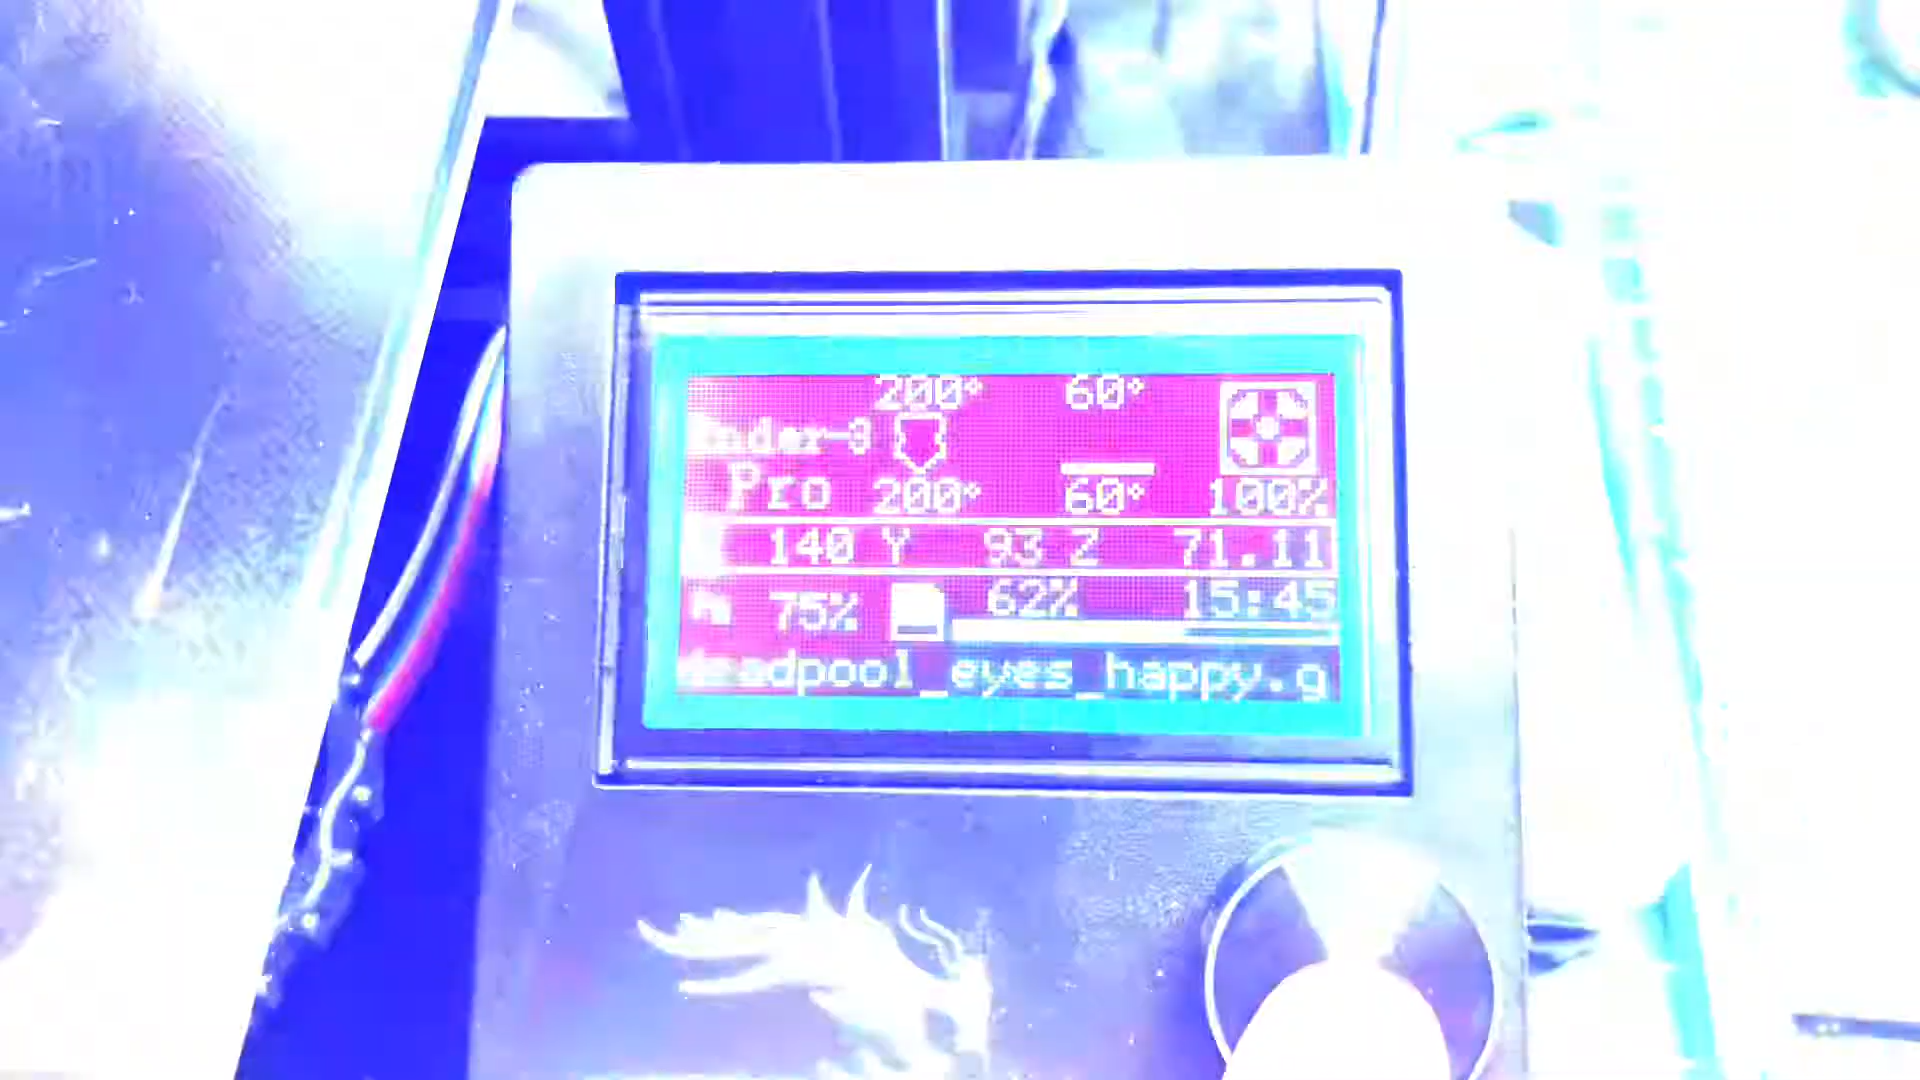 200° 60°
Ender-3
Pro 200° 60° 100%
140 Y 93 Z 71.11
75% 62% 15:45
deadpool_eyes_happy.g